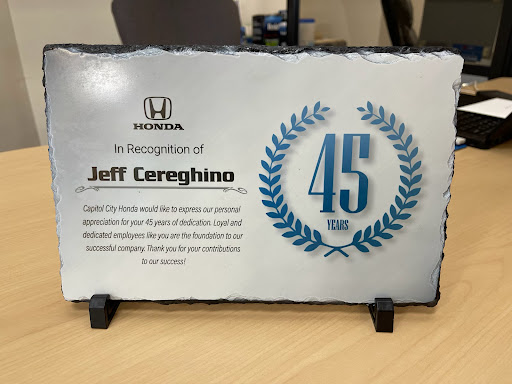 HONDA
In Recognition of
Jeff Cereghino
Capitol City Honda would like to express our personal
appreciation for your 45 years of dedication. Loyal and
dedicated employees like you are the foundation to our
successful company. Thank you for your contributions
to our success!
45
YEARS